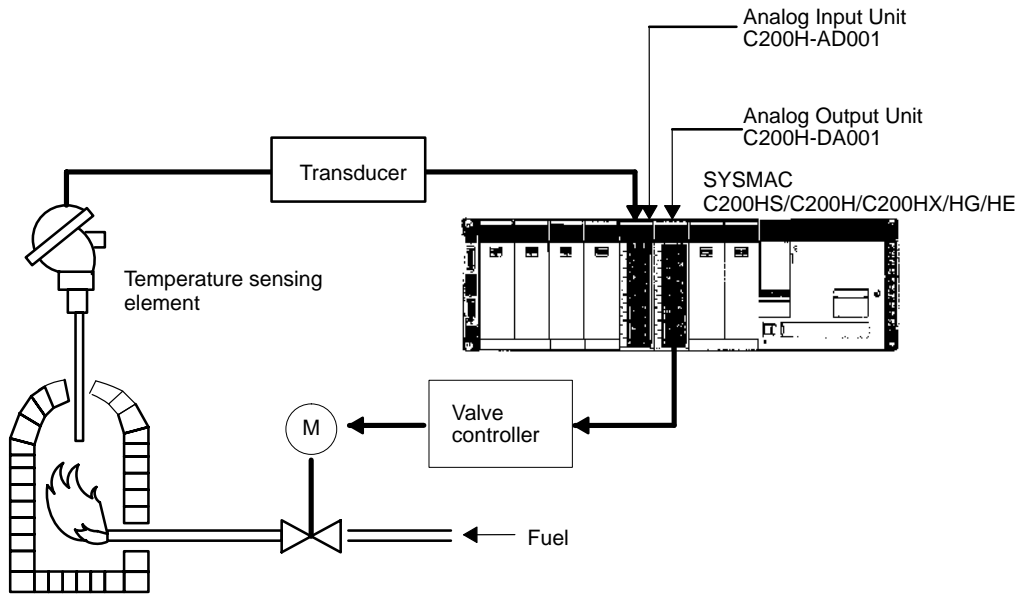 Analog Input Unit
C200H-AD001
Analog Output Unit
C200H-DA001
Transducer
SYSMAC
C200HS/C200H/C200HX/HG/HE
Temperature sensing
element
M
Valve
controller
Fuel